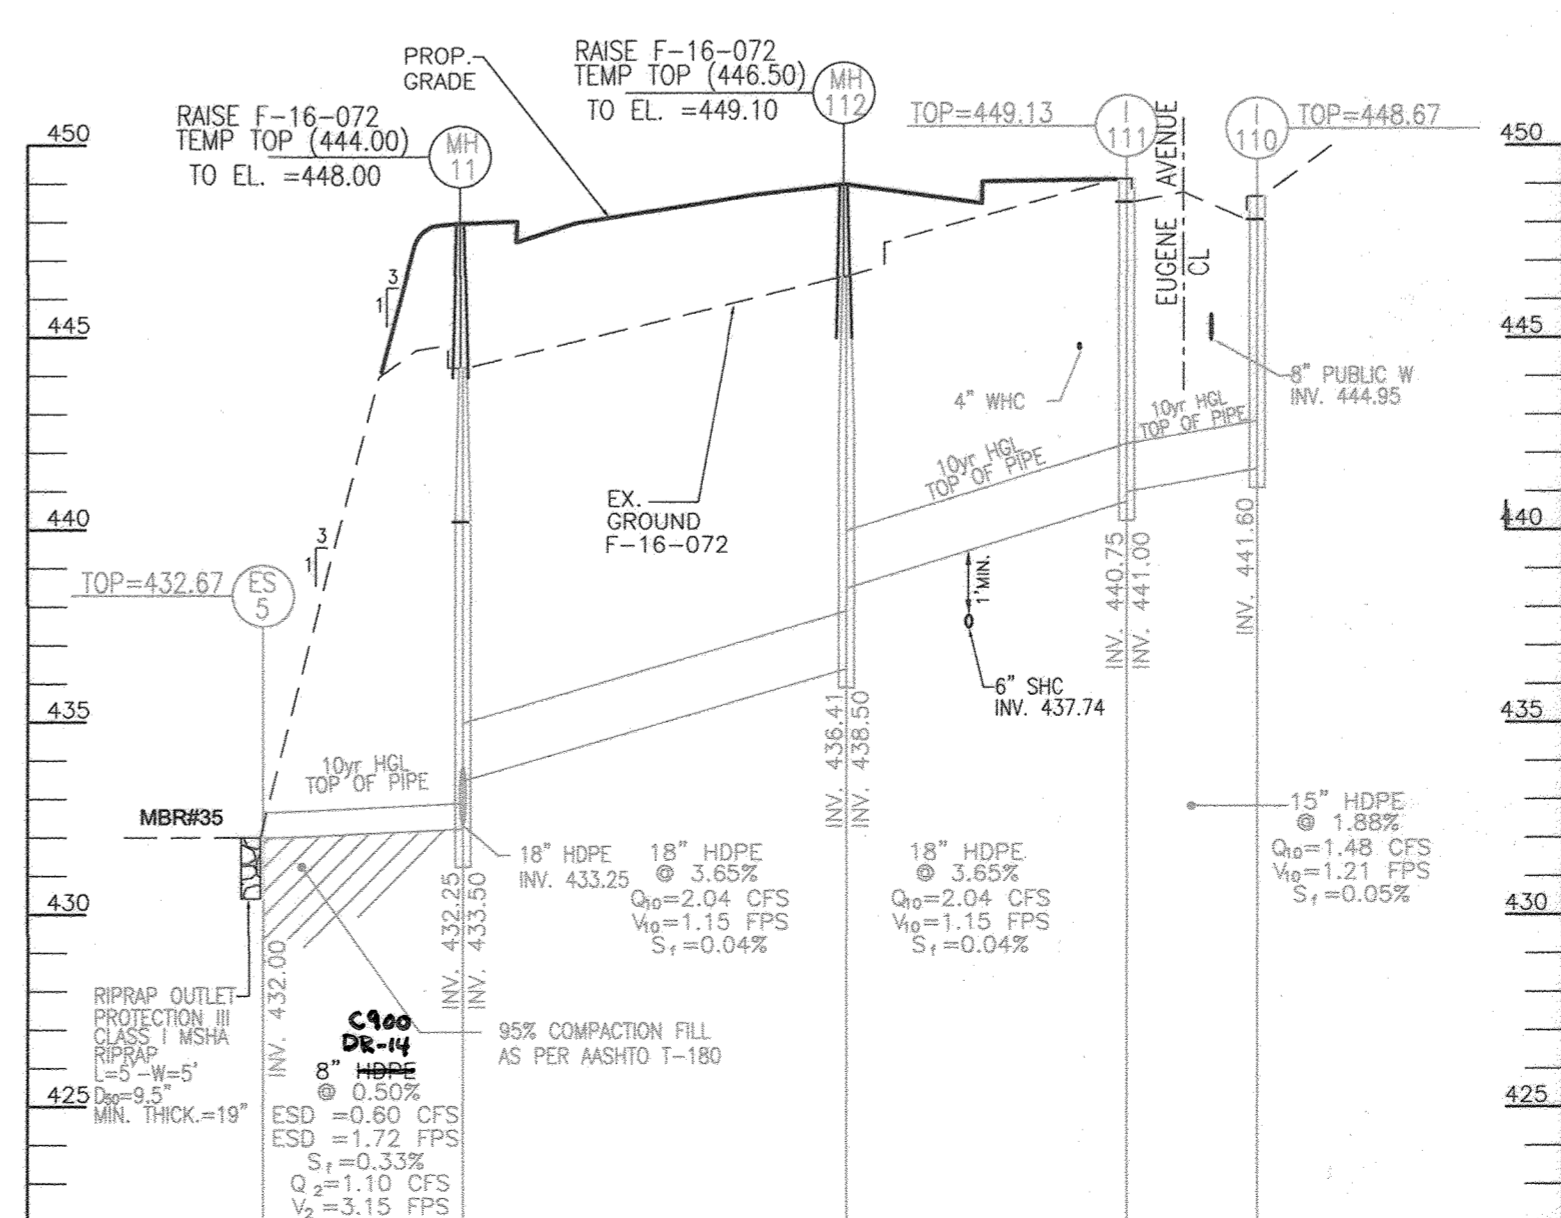 PROP.
GRADE
RAISE F-16-072
TEMP TOP (446.50)
TO EL. =449.10
MH
112
RAISE F-16-072
TEMP TOP (444.00)
TO EL. =448.00
MH
11
TOP=449.13
I
111
EUGENE AVENUE
CL
I
110
TOP=448.67
450
450
3
1
445
445
4" WHC
8" PUBLIC W
INV. 444.95
10yr HGL
TOP OF PIPE
10yr HGL
TOP OF PIPE
EX.
GROUND
F-16-072
440
440
3
1
TOP=432.67
ES
5
1'MIN.
6" SHC
INV. 437.74
INV. 440.75
INV. 441.00
INV. 441.60
435
435
INV. 436.41
INV. 438.50
10yr HGL
TOP OF PIPE
MBR#35
18" HDPE
INV. 433.25
18" HDPE
@ 3.65%
Q10=2.04 CFS
V10=1.15 FPS
Sf=0.04%
18" HDPE
@ 3.65%
Q10=2.04 CFS
V10=1.15 FPS
Sf=0.04%
15" HDPE
@ 1.88%
Q10=1.48 CFS
V10=1.21 FPS
Sf=0.05%
430
430
INV. 432.00
INV. 432.25
INV. 433.50
RIPRAP OUTLET
PROTECTION III
CLASS I MSHA
RIPRAP
L=5'-W=5'
D50=9.5"
MIN. THICK.=19"
95% COMPACTION FILL
AS PER AASHTO T-180
425
425
C900
DR-14
8" HDPE
@ 0.50%
ESD =0.60 CFS
ESD =1.72 FPS
Sf=0.33%
Q2=1.10 CFS
V2=3.15 FPS